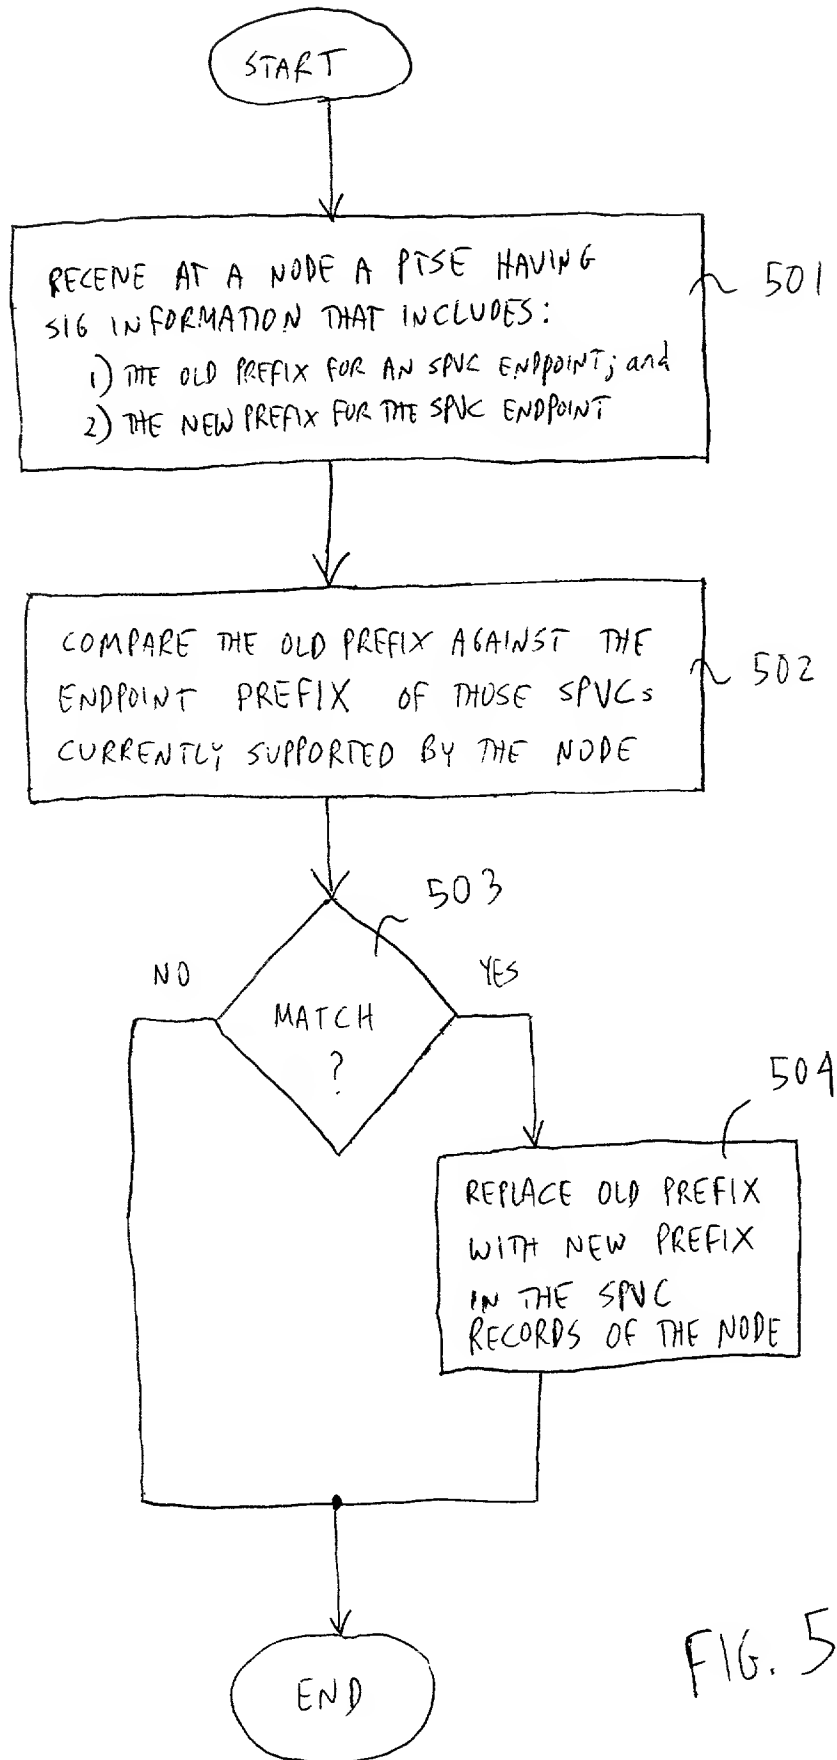 START
RECEIVE AT A NODE A PTSE HAVING
SIG INFORMATION THAT INCLUDES:
1) THE OLD PREFIX FOR AN SPVC ENDPOINT; and
2) THE NEW PREFIX FOR THE SPVC ENDPOINT
501
COMPARE THE OLD PREFIX AGAINST THE
ENDPOINT PREFIX OF THOSE SPVCs
CURRENTLY SUPPORTED BY THE NODE
502
503
NO
YES
MATCH
?
504
REPLACE OLD PREFIX
WITH NEW PREFIX
IN THE SPVC
RECORDS OF THE NODE
END
FIG. 5